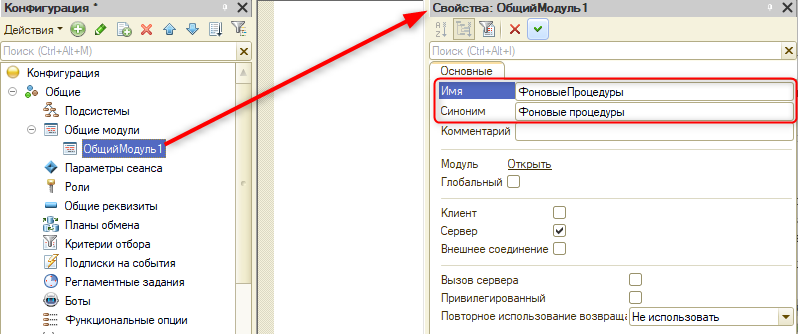 Конфигурация *
Действия
Поиск (Ctrl+Alt+M)
Конфигурация
Общие
Подсистемы
Общие модули
ОбщийМодуль1
Параметры сеанса
Роли
Общие реквизиты
Планы обмена
Критерии отбора
Подписки на события
Регламентные задания
Боты
Функциональные опции
Свойства: ОбщийМодуль1
Поиск (Ctrl+Alt+I)
Основные
Имя ФоновыеПроцедуры
Синоним Фоновые процедуры
Комментарий
Модуль Открыть
Глобальный
Клиент
Сервер
Внешнее соединение
Вызов сервера
Привилегированный
Повторное использование возвраща Не использовать